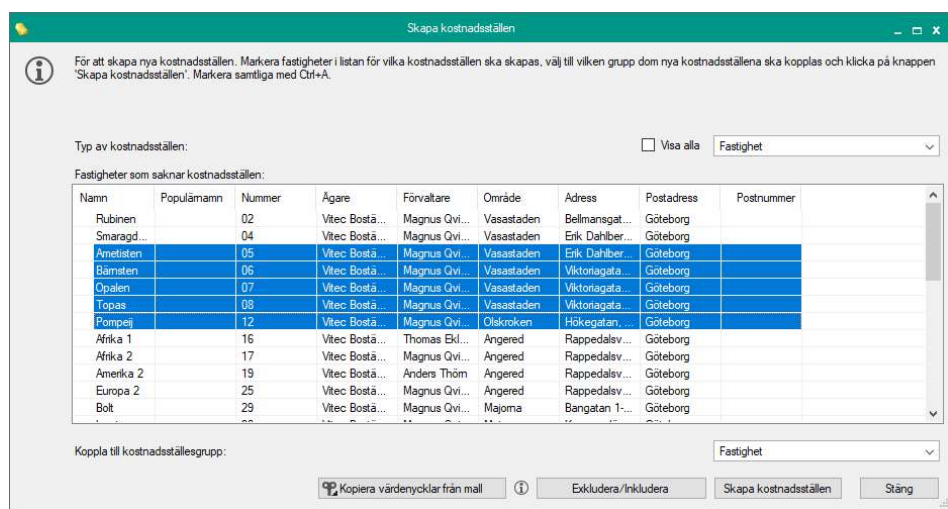 Skapa kostnadsställen
För att skapa nya kostnadsställen. Markera fastigheter i listan för vilka kostnadsställen ska skapas, välj till vilken grupp dom nya kostnadsställena ska kopplas och klicka på knappen
'Skapa kostnadsställen'. Markera samtliga med Ctrl+A.
Typ av kostnadsställen: Visa alla Fastighet
Fastigheter som saknar kostnadsställen:
Namn Populärnamn Nummer Ägare Förvaltare Område Adress Postadress Postnummer
Rubinen 02 Vitec Bostä... Magnus Qvi... Vasastaden Bellmansgat... Göteborg
Smaragd... 04 Vitec Bostä... Magnus Qvi... Vasastaden Erik Dahlber... Göteborg
Ametisten 05 Vitec Bostä... Magnus Qvi... Vasastaden Erik Dahlber... Göteborg
Bärnsten 06 Vitec Bostä... Magnus Qvi... Vasastaden Viktoriagata... Göteborg
Opalen 07 Vitec Bostä... Magnus Qvi... Vasastaden Viktoriagata... Göteborg
Topas 08 Vitec Bostä... Magnus Qvi... Vasastaden Viktoriagata... Göteborg
Pompeij 12 Vitec Bostä... Magnus Qvi... Olskroken Hökegatan, ... Göteborg
Afrika 1 16 Vitec Bostä... Thomas Ekl... Angered Rappedalsv... Göteborg
Afrika 2 17 Vitec Bostä... Magnus Qvi... Angered Rappedalsv... Göteborg
Amerika 2 19 Vitec Bostä... Anders Thörn Angered Rappedalsv... Göteborg
Europa 2 25 Vitec Bostä... Magnus Qvi... Angered Rappedalsv... Göteborg
Bolt 29 Vitec Bostä... Magnus Qvi... Majorna Bangatan 1-... Göteborg
Koppla till kostnadsställesgrupp: Fastighet
Kopiera värdenycklar från mall Exkludera/Inkludera Skapa kostnadsställen Stäng